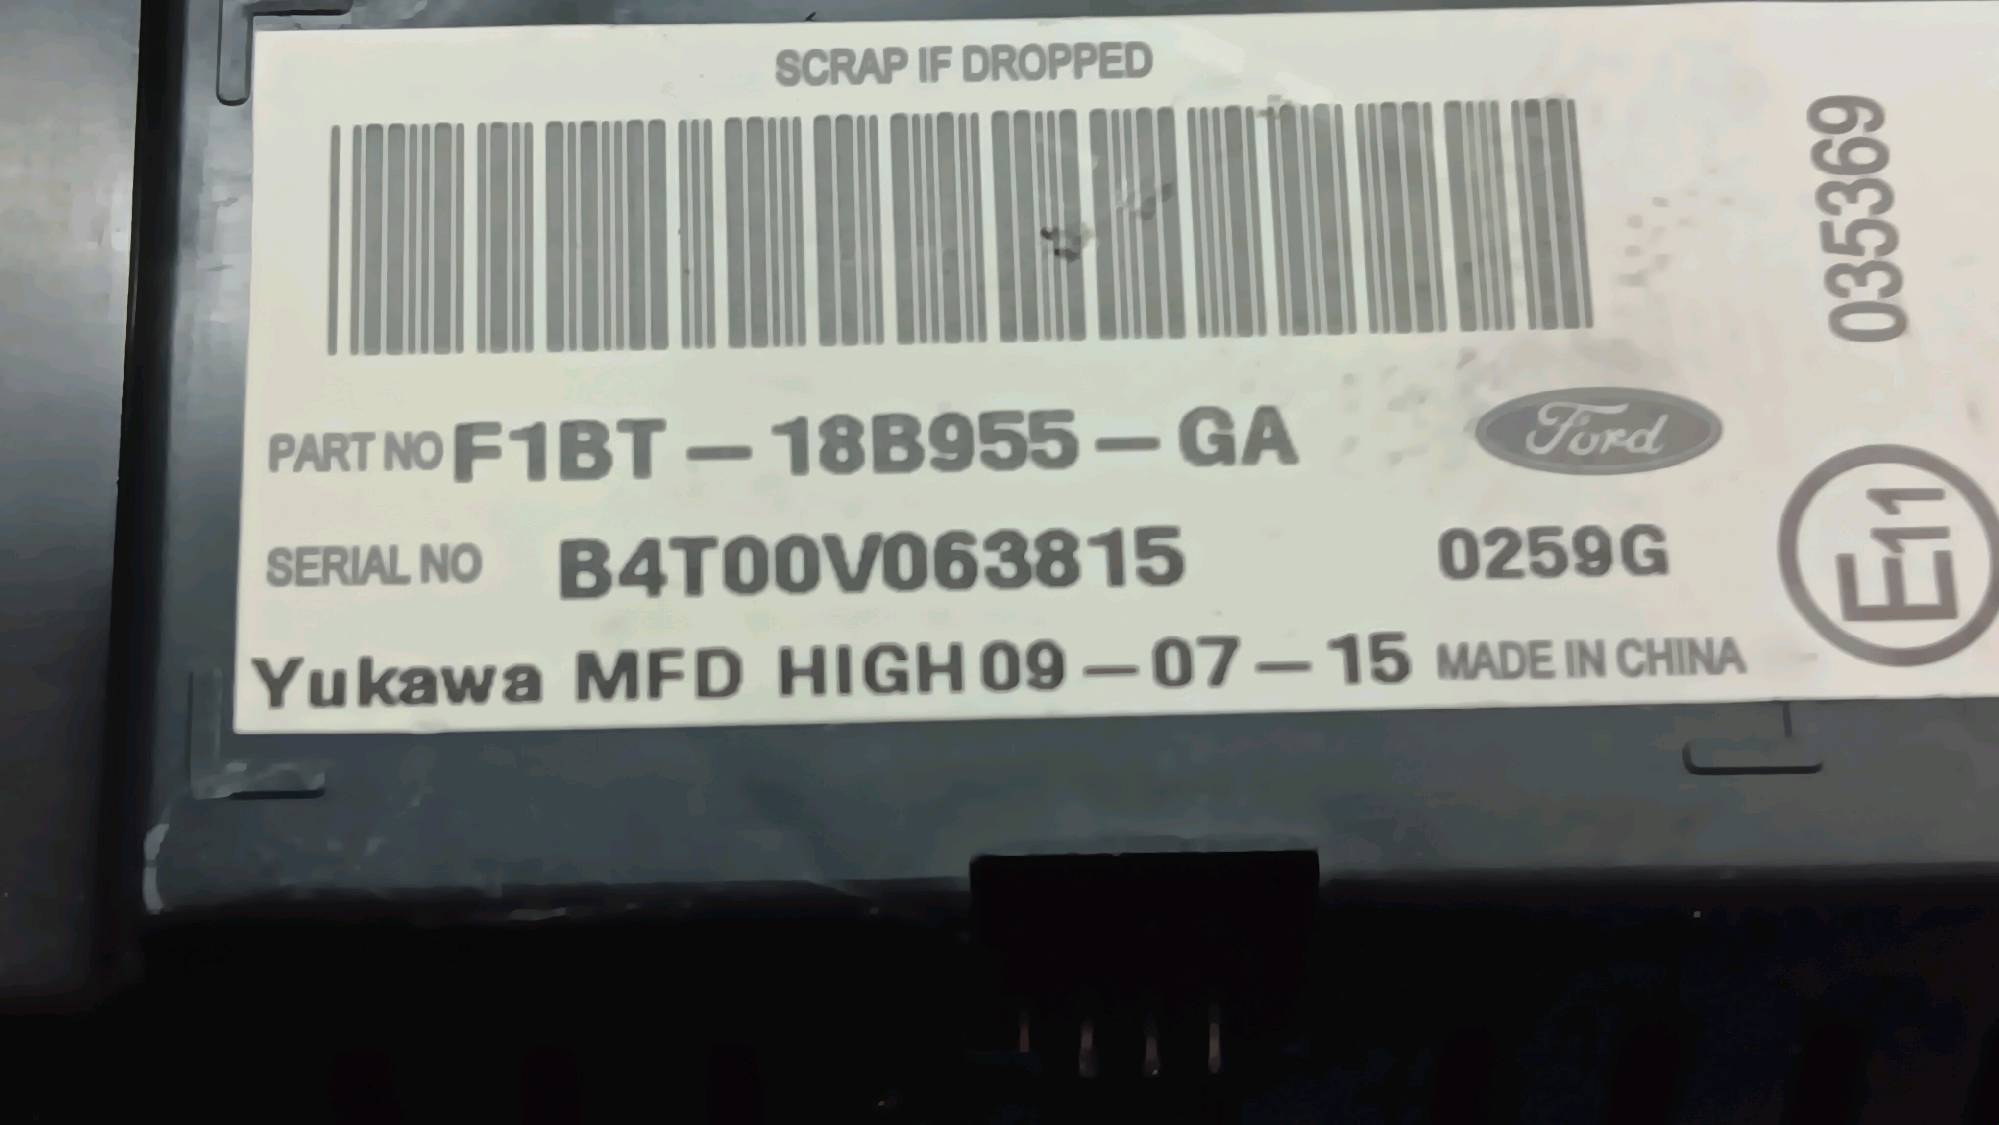 SCRAP IF DROPPED
PART NO F1BT-18B955-GA
Ford
SERIAL NO B4T00V063815 0259G
Yukawa MFD HIGH 09-07-15 MADE IN CHINA
035369
E11